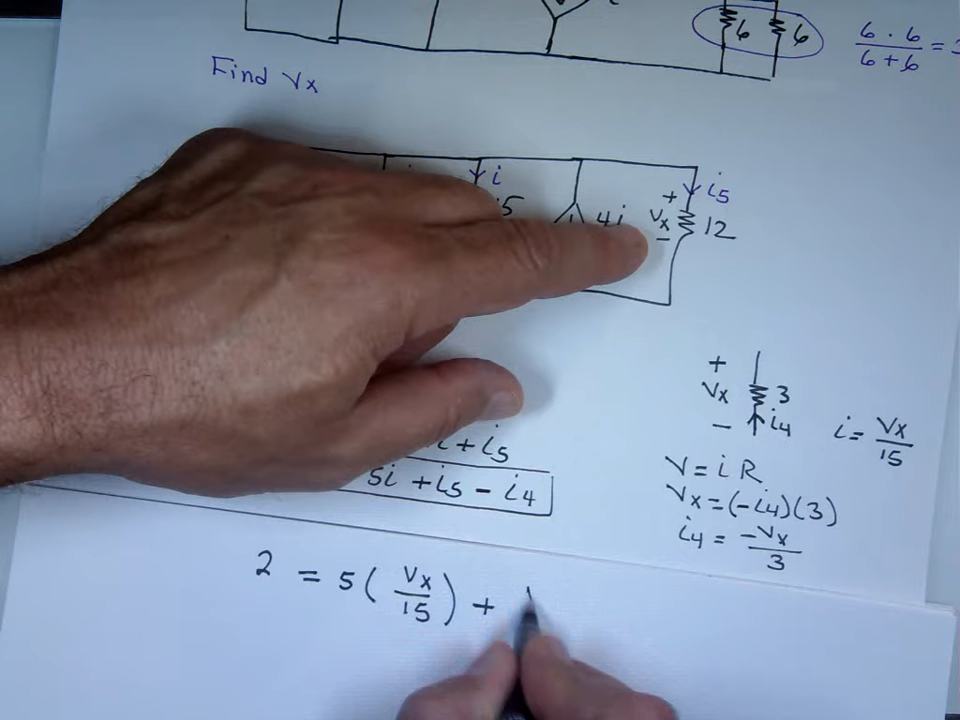 6 6
6 · 6 / 6 + 6 =
Find Vx
i i5
4i + Vx − 12
+ Vx − 3 i4
i = Vx / 15
i + i5
5i + i5 − i4
V = i R
Vx = (−i4)(3)
i4 = −Vx / 3
2 = 5 ( Vx / 15 ) +